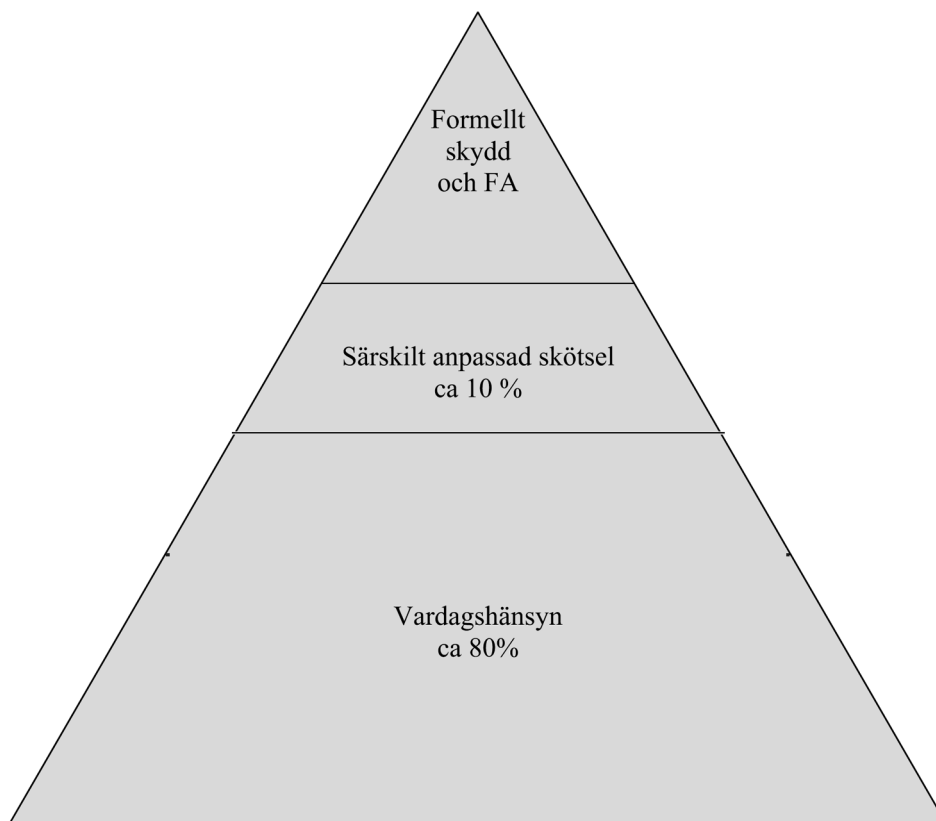 Formellt
skydd
och FA
Särskilt anpassad skötsel
ca 10 %
Vardagshänsyn
ca 80%